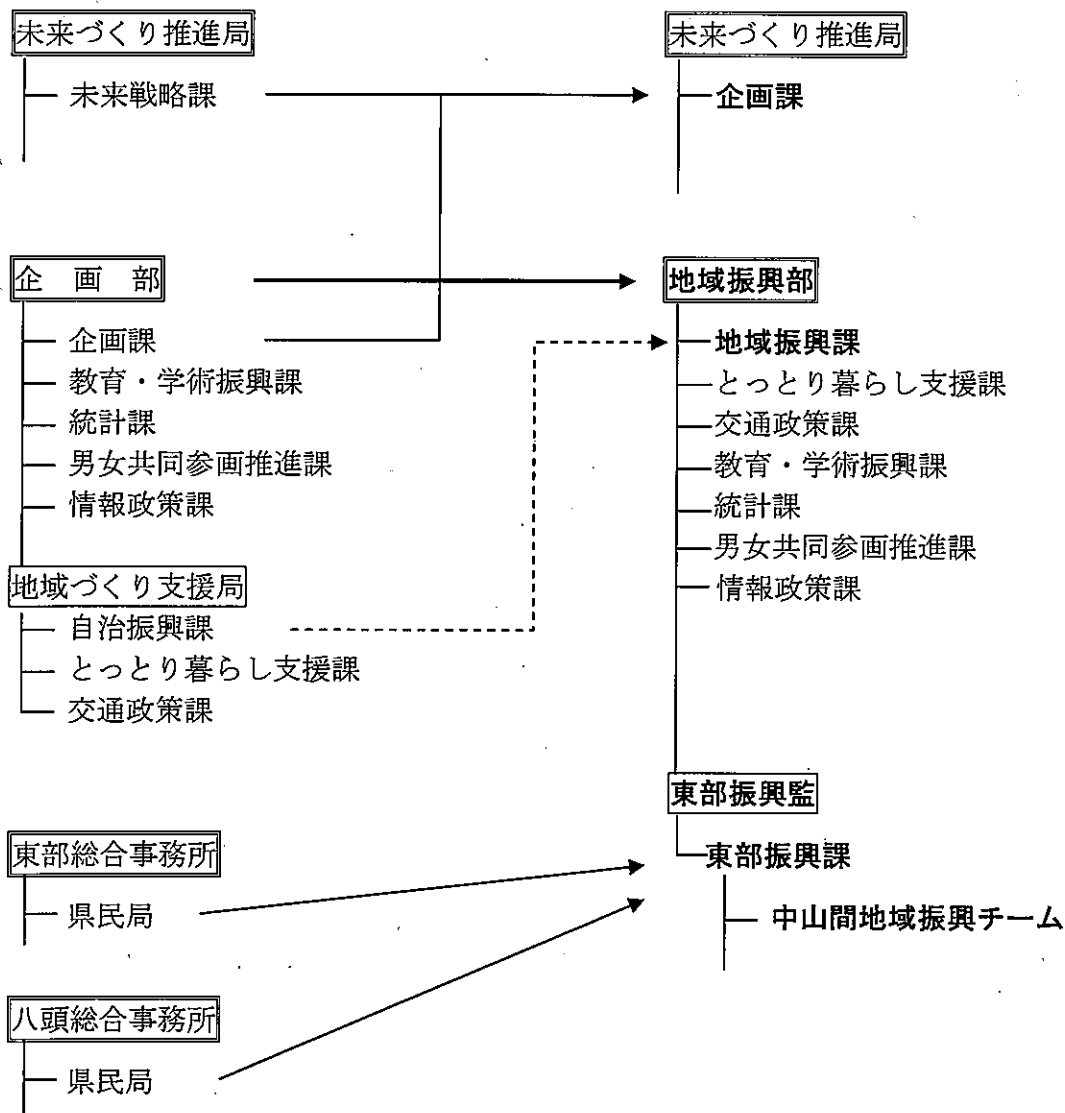 未来づくり推進局
未来戦略課
企画部
企画課
教育・学術振興課
統計課
男女共同参画推進課
情報政策課
地域づくり支援局
自治振興課
とっとり暮らし支援課
交通政策課
東部総合事務所
県民局
八頭総合事務所
県民局
未来づくり推進局
企画課
地域振興部
地域振興課
とっとり暮らし支援課
交通政策課
教育・学術振興課
統計課
男女共同参画推進課
情報政策課
東部振興監
東部振興課
中山間地域振興チーム